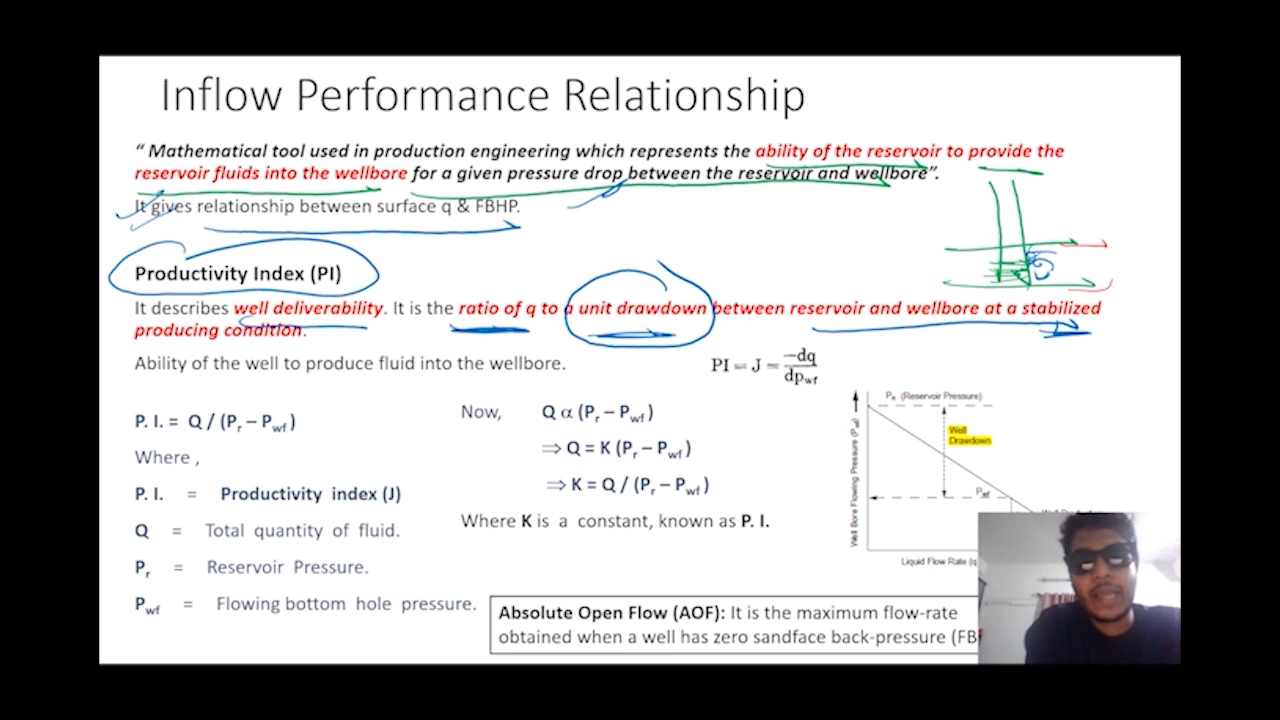 Inflow Performance Relationship
“ Mathematical tool used in production engineering which represents the ability of the reservoir to provide the
reservoir fluids into the wellbore for a given pressure drop between the reservoir and wellbore”.
It gives relationship between surface q & FBHP.
Productivity Index (PI)
It describes well deliverability. It is the ratio of q to a unit drawdown between reservoir and wellbore at a stabilized
producing condition.
Ability of the well to produce fluid into the wellbore.
PI = J = -dq / dpwf
P. I. = Q / (Pr – Pwf)
Where ,
P. I. = Productivity index (J)
Q = Total quantity of fluid.
Pr = Reservoir Pressure.
Pwf = Flowing bottom hole pressure.
Now, Q α (Pr – Pwf)
⇒ Q = K (Pr – Pwf)
⇒ K = Q / (Pr – Pwf)
Where K is a constant, known as P. I.
PR (Reservoir Pressure)
Well
Drawdown
Pwf
Well Bore Flowing Pressure (Pwf)
Liquid Flow Rate (q
Absolute Open Flow (AOF): It is the maximum flow-rate
obtained when a well has zero sandface back-pressure (FB